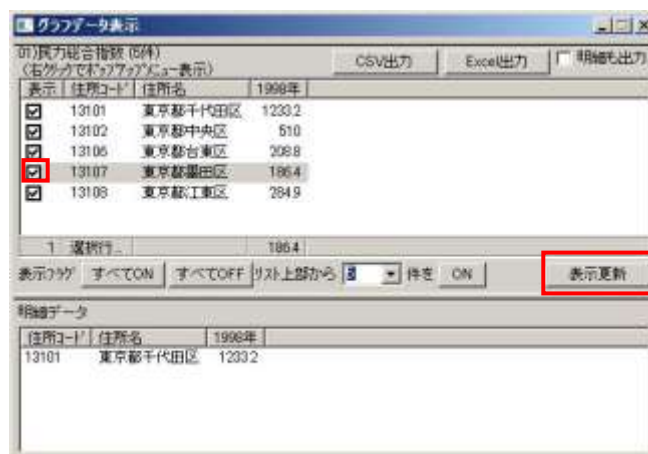 グラフデータ表示
01)民力総合指数 (5件)
(右クリックでポップアップメニュー表示)
CSV出力 Excel出力 明細も出力
表示 住所コード 住所名 1998年
13101 東京都千代田区 1233.2
13102 東京都中央区 510
13106 東京都台東区 208.8
13107 東京都墨田区 186.4
13108 東京都江東区 284.9
1 選択行... 186.4
表示フラグ すべてON すべてOFF リスト上部から 件を ON 表示更新
明細データ
住所コード 住所名 1998年
13101 東京都千代田区 1233.2